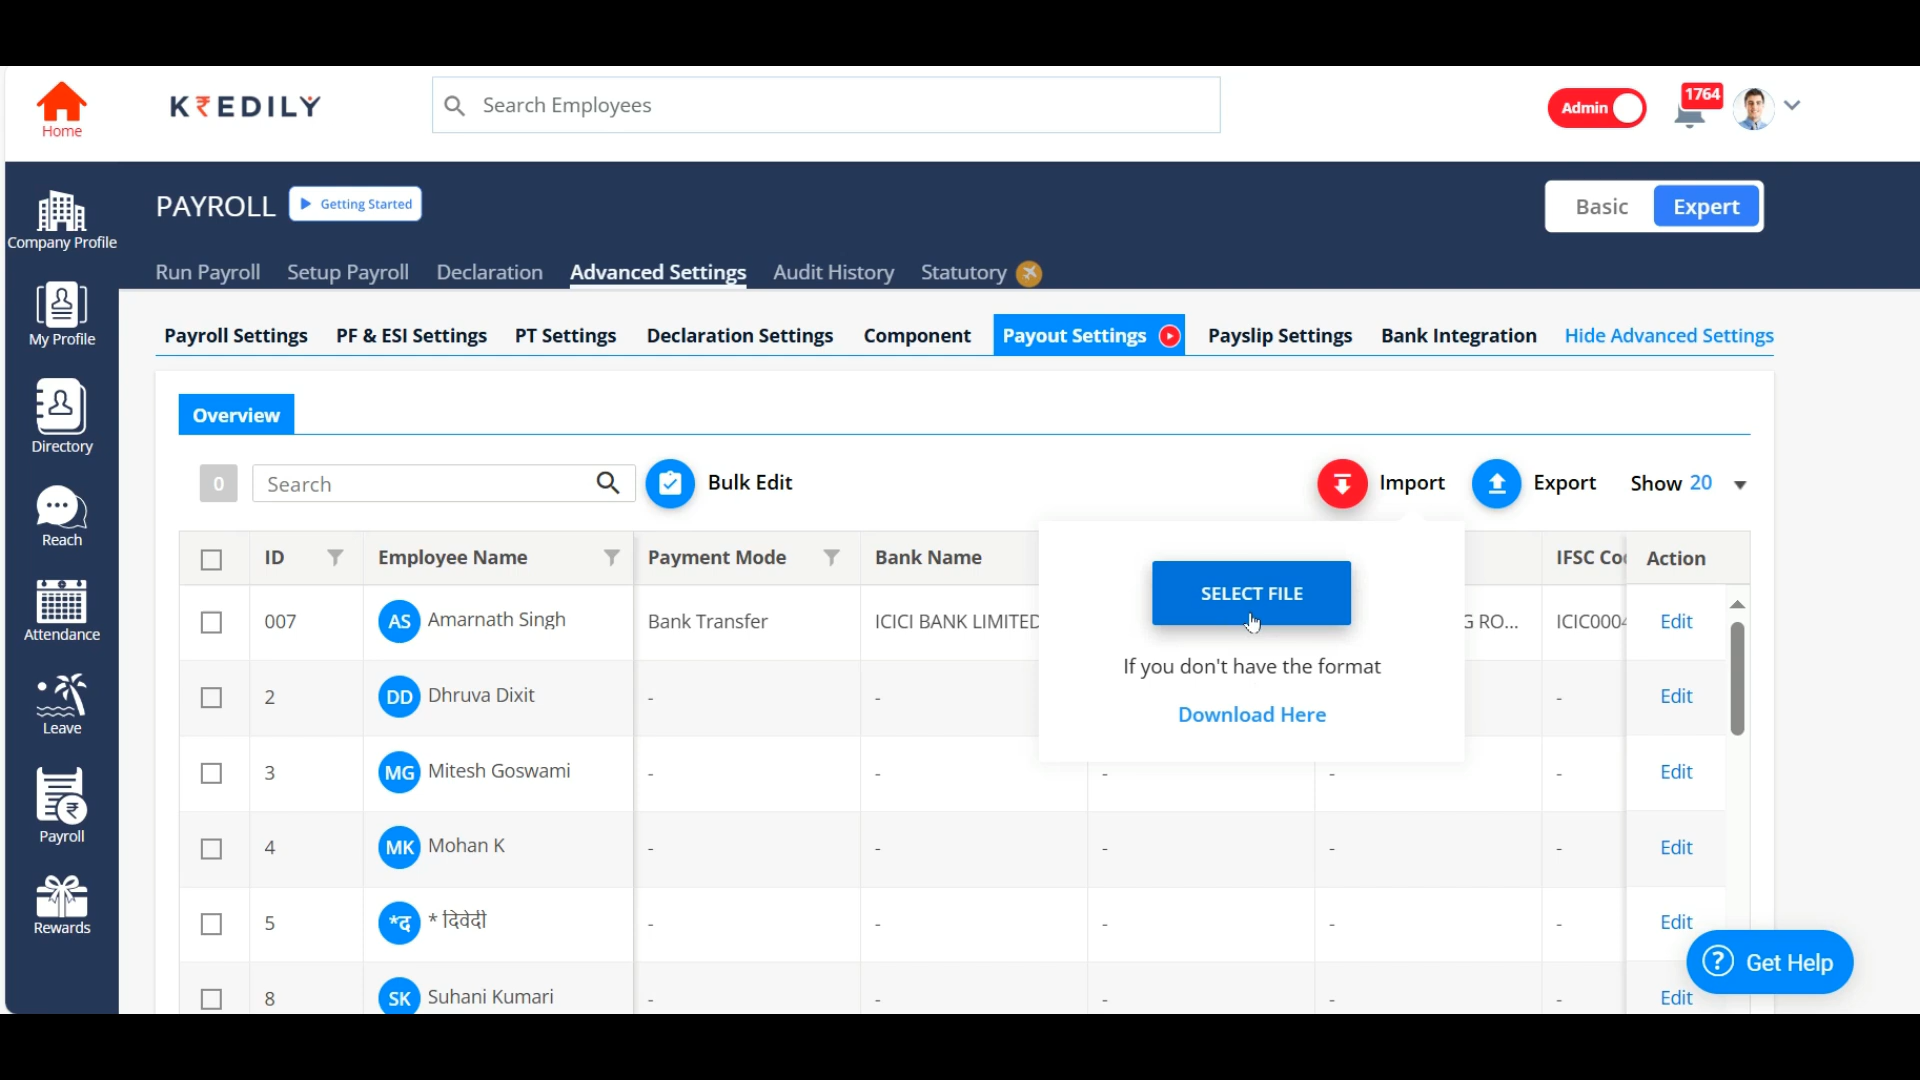 Home
KREDILY
Search Employees
Admin
1764
Company Profile
My Profile
Directory
Reach
Attendance
Leave
Payroll
Rewards
PAYROLL
Getting Started
Basic
Expert
Run Payroll
Setup Payroll
Declaration
Advanced Settings
Audit History
Statutory
Payroll Settings
PF & ESI Settings
PT Settings
Declaration Settings
Component
Payout Settings
Payslip Settings
Bank Integration
Hide Advanced Settings
Overview
0
Search
Bulk Edit
Import
Export
Show 20
ID
Employee Name
Payment Mode
Bank Name
IFSC Co
Action
007
AS
Amarnath Singh
Bank Transfer
ICICI BANK LIMITED
G RO...
ICIC000
Edit
2
DD
Dhruva Dixit
-
-
-
Edit
3
MG
Mitesh Goswami
-
-
-
-
-
Edit
4
MK
Mohan K
-
-
-
-
-
Edit
5
*द
* दिवेदी
-
-
-
-
-
Edit
8
SK
Suhani Kumari
-
-
-
-
-
Edit
SELECT FILE
If you don't have the format
Download Here
? Get Help